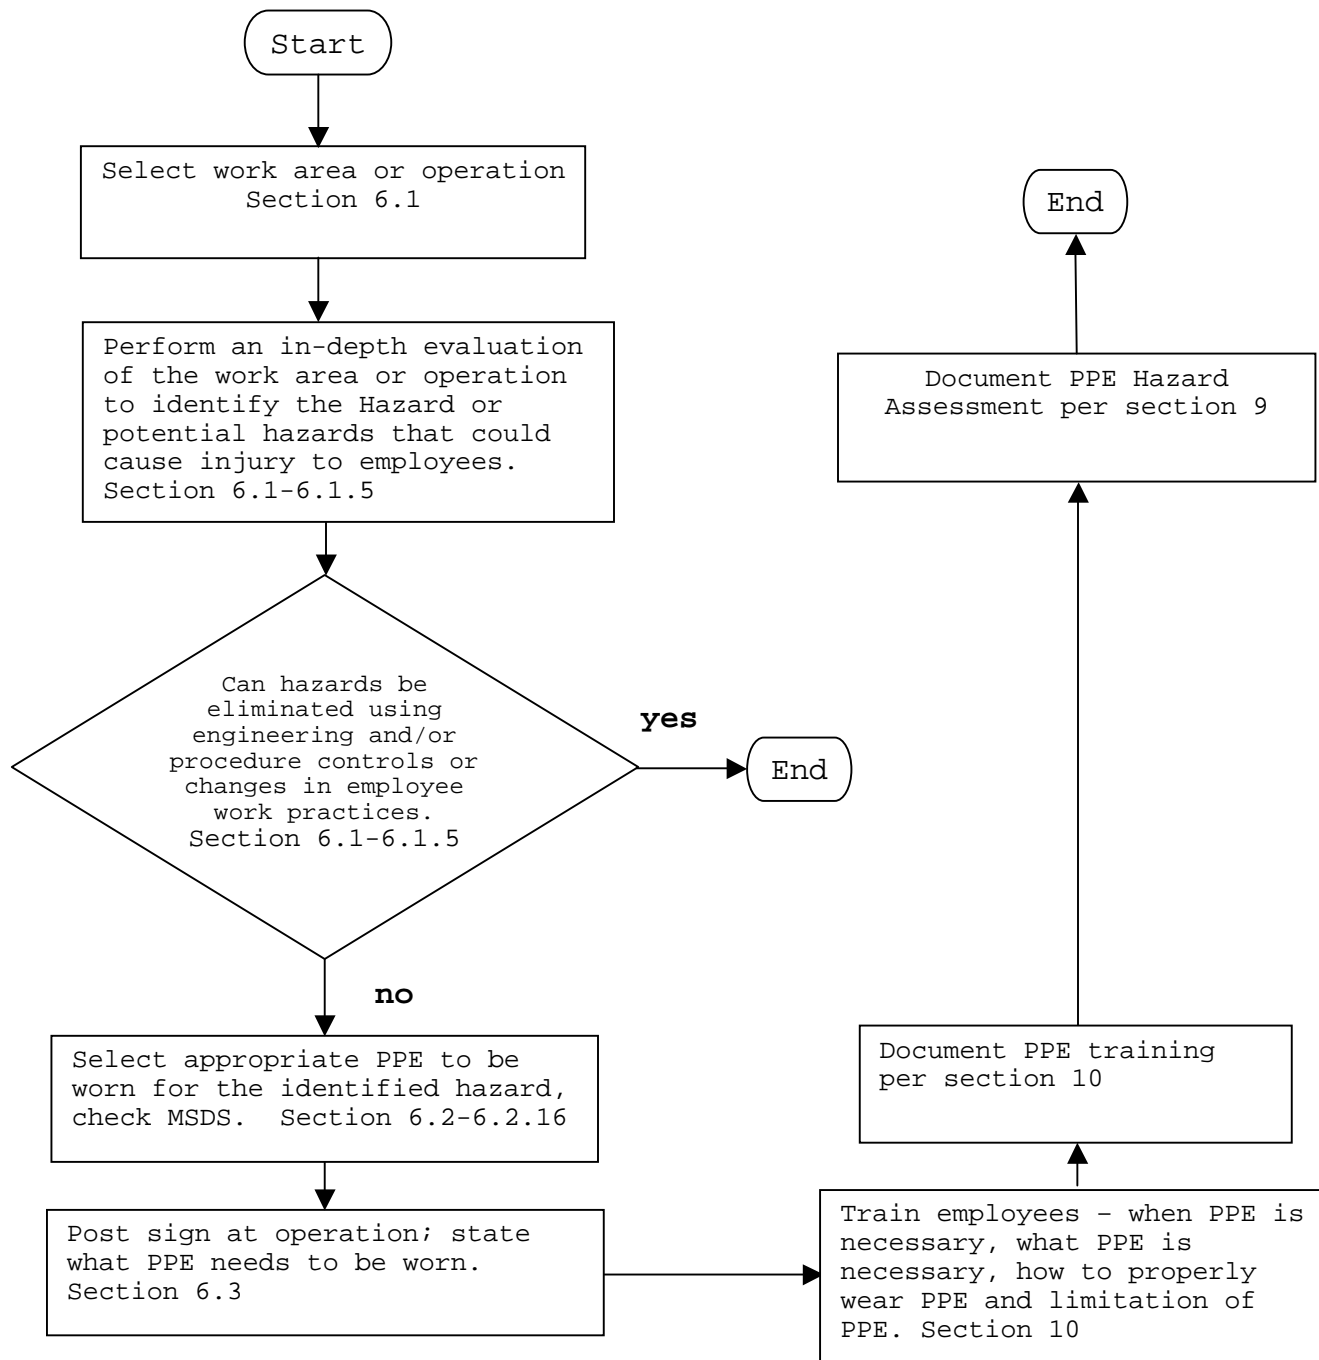 Start
Select work area or operation
Section 6.1
Perform an in-depth evaluation
of the work area or operation
to identify the Hazard or
potential hazards that could
cause injury to employees.
Section 6.1-6.1.5
Can hazards be
eliminated using
engineering and/or
procedure controls or
changes in employee
work practices.
Section 6.1-6.1.5
yes
End
no
Select appropriate PPE to be
worn for the identified hazard,
check MSDS.  Section 6.2-6.2.16
Post sign at operation; state
what PPE needs to be worn.
Section 6.3
Train employees – when PPE is
necessary, what PPE is
necessary, how to properly
wear PPE and limitation of
PPE. Section 10
Document PPE training
per section 10
Document PPE Hazard
Assessment per section 9
End